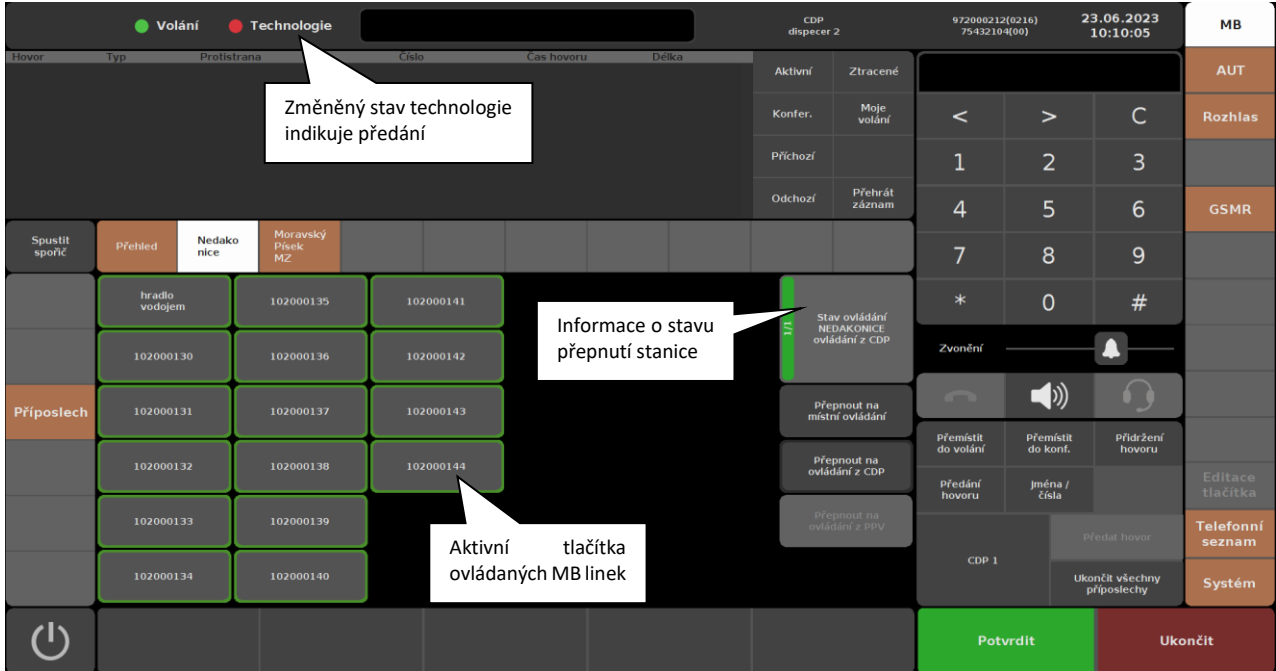 Volání
Technologie
CDP
dispecer 2
972000212(0216)
75432104(00)
23.06.2023
10:10:05
MB
Hovor Typ Protistrana Číslo Čas hovoru Délka
Změněný stav technologie
indikuje předání
Aktivní
Ztracené
Konfer.
Moje
volání
Příchozí
Odchozí
Přehrát
záznam
< > C
1 2 3
4 5 6
7 8 9
* 0 #
AUT
Rozhlas
GSMR
Spustit
spořič
Přehled
Nedako
nice
Moravský
Písek
MZ
hradlo
vodojem
102000135
102000141
102000130
102000136
102000142
Příposlech
102000131
102000137
102000143
102000132
102000138
102000144
102000133
102000139
102000134
102000140
Informace o stavu
přepnutí stanice
Aktivní tlačítka
ovládaných MB linek
1/1
Stav ovládání
NEDAKONICE
ovládání z CDP
Přepnout na
místní ovládání
Přepnout na
ovládání z CDP
Přepnout na
ovládání z PPV
Zvonění
Přemístit
do volání
Přemístit
do konf.
Přidržení
hovoru
Předání
hovoru
Jména /
čísla
CDP 1
Předat hovor
Ukončit všechny
příposlechy
Editace
tlačítka
Telefonní
seznam
Systém
Potvrdit
Ukončit